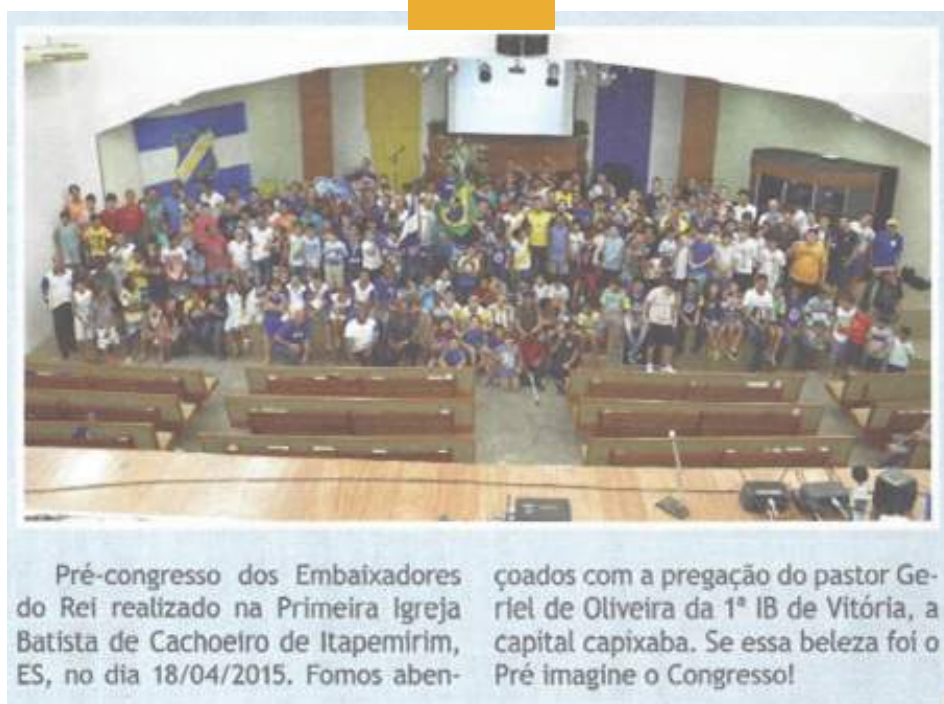 Pré-congresso dos Embaixadores
do Rei realizado na Primeira Igreja
Batista de Cachoeiro de Itapemirim,
ES, no dia 18/04/2015. Fomos aben-
çoados com a pregação do pastor Ge-
riel de Oliveira da 1ª IB de Vitória, a
capital capixaba. Se essa beleza foi o
Pré imagine o Congresso!